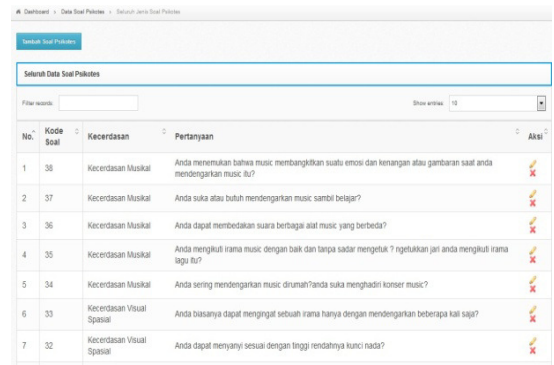 Dashboard > Data Soal Psikotes > Seluruh Jenis Soal Psikotes
Tambah Soal Psikotes
Seluruh Data Soal Psikotes
Filter records: Show entries 10
No. Kode Soal Kecerdasan Pertanyaan Aksi
1 38 Kecerdasan Musikal Anda menemukan bahwa music membangkitkan suatu emosi dan kenangan atau gambaran saat anda
mendengarkan music itu?
2 37 Kecerdasan Musikal Anda suka atau butuh mendengarkan music sambil belajar?
3 36 Kecerdasan Musikal Anda dapat membedakan suara berbagai alat music yang berbeda?
4 35 Kecerdasan Musikal Anda mengikuti irama music dengan baik dan tanpa sadar mengetuk ? ngetukkan jari anda mengikuti irama
lagu itu?
5 34 Kecerdasan Musikal Anda sering mendengarkan music dirumah?anda suka menghadiri konser music?
6 33 Kecerdasan Visual
Spasial Anda biasanya dapat mengingat sebuah irama hanya dengan mendengarkan beberapa kali saja?
7 32 Kecerdasan Visual
Spasial Anda dapat menyanyi sesuai dengan tinggi rendahnya kunci nada?